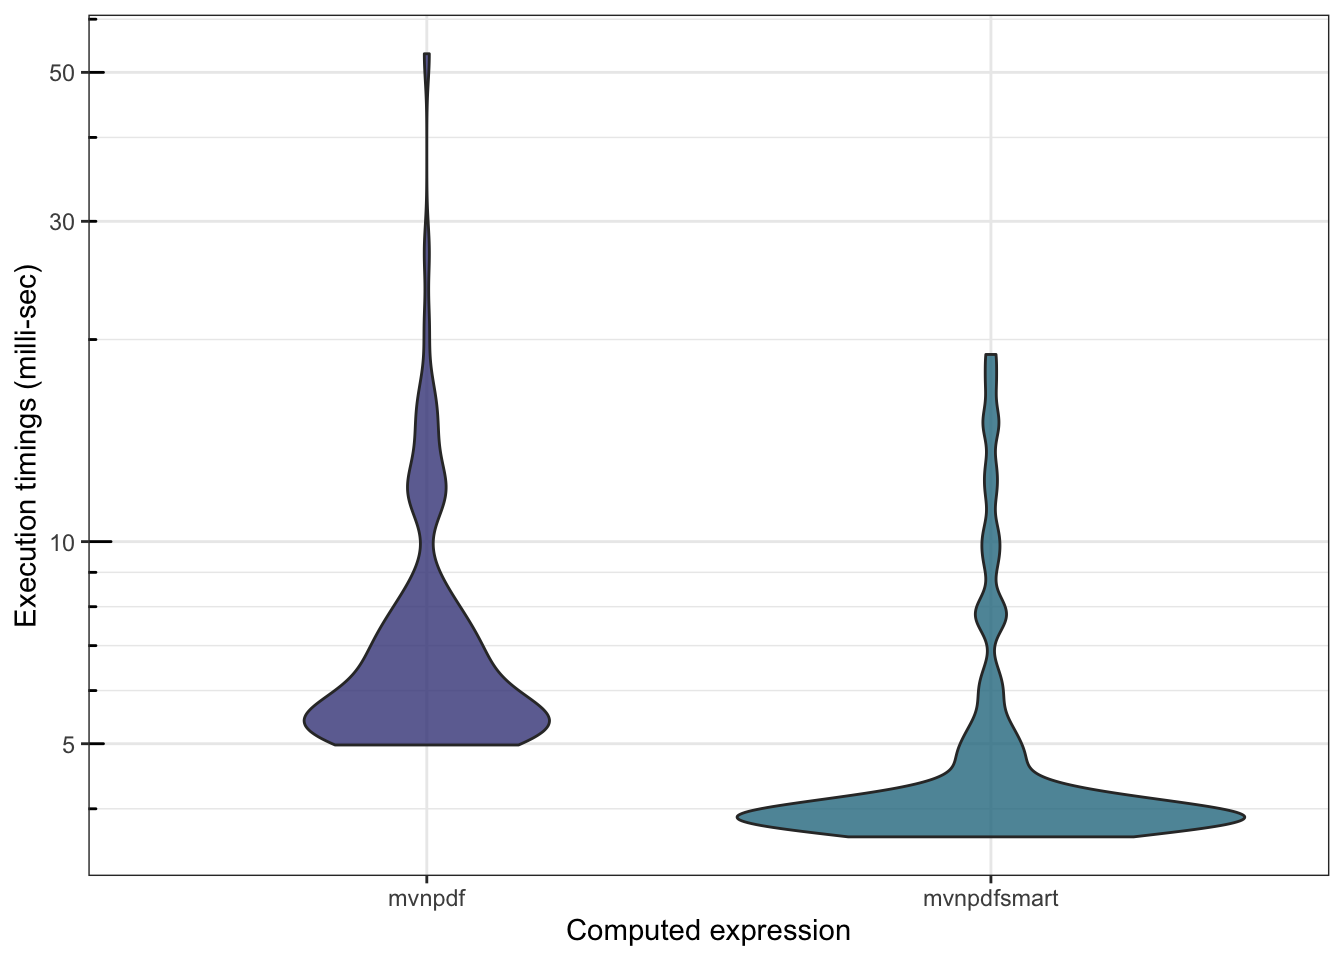 Execution timings (milli-sec)
50
30
10
5
mvnpdf
mvnpdfsmart
Computed expression